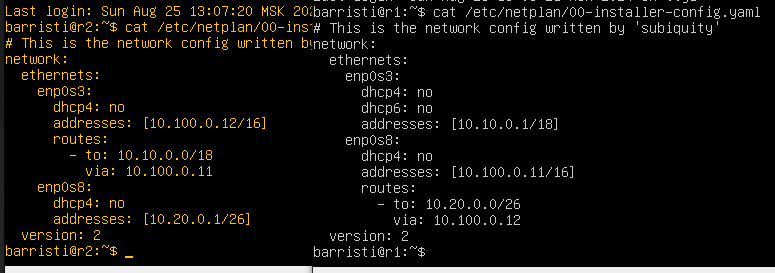 Last login: Sun Aug 25 13:07:20 MSK 202
barristi@r2:~$ cat /etc/netplan/00-inst
# This is the network config written by
network:
  ethernets:
    enp0s3:
      dhcp4: no
      addresses: [10.100.0.12/16]
      routes:
        - to: 10.10.0.0/18
          via: 10.100.0.11
    enp0s8:
      dhcp4: no
      addresses: [10.20.0.1/26]
  version: 2
barristi@r2:~$ _
barristi@r1:~$ cat /etc/netplan/00-installer-config.yaml
# This is the network config written by 'subiquity'
network:
  ethernets:
    enp0s3:
      dhcp4: no
      dhcp6: no
      addresses: [10.10.0.1/18]
    enp0s8:
      dhcp4: no
      addresses: [10.100.0.11/16]
      routes:
        - to: 10.20.0.0/26
          via: 10.100.0.12
  version: 2
barristi@r1:~$